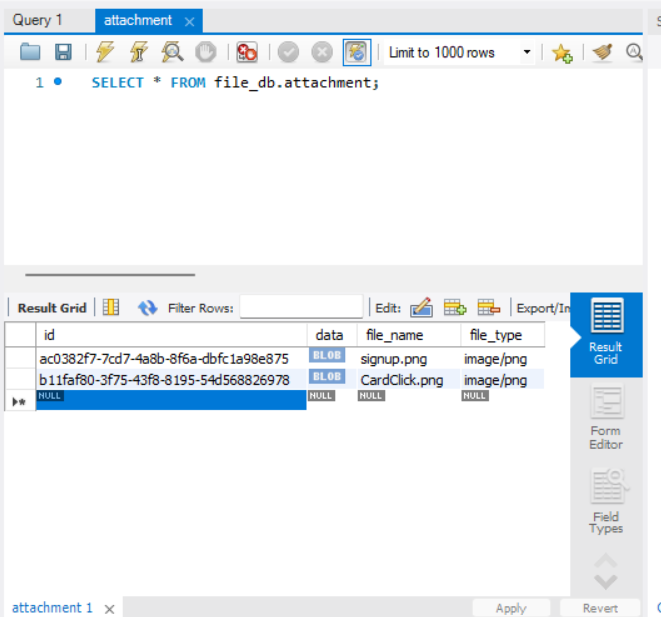 Query 1 attachment
Limit to 1000 rows
1 SELECT * FROM file_db.attachment;
Result Grid Filter Rows: Edit: Export/In
id data file_name file_type
ac0382f7-7cd7-4a8b-8f6a-dbfc1a98e875 BLOB signup.png image/png
b11faf80-3f75-43f8-8195-54d568826978 BLOB CardClick.png image/png
NULL NULL NULL NULL
Result
Grid
Form
Editor
Field
Types
attachment 1 Apply Revert